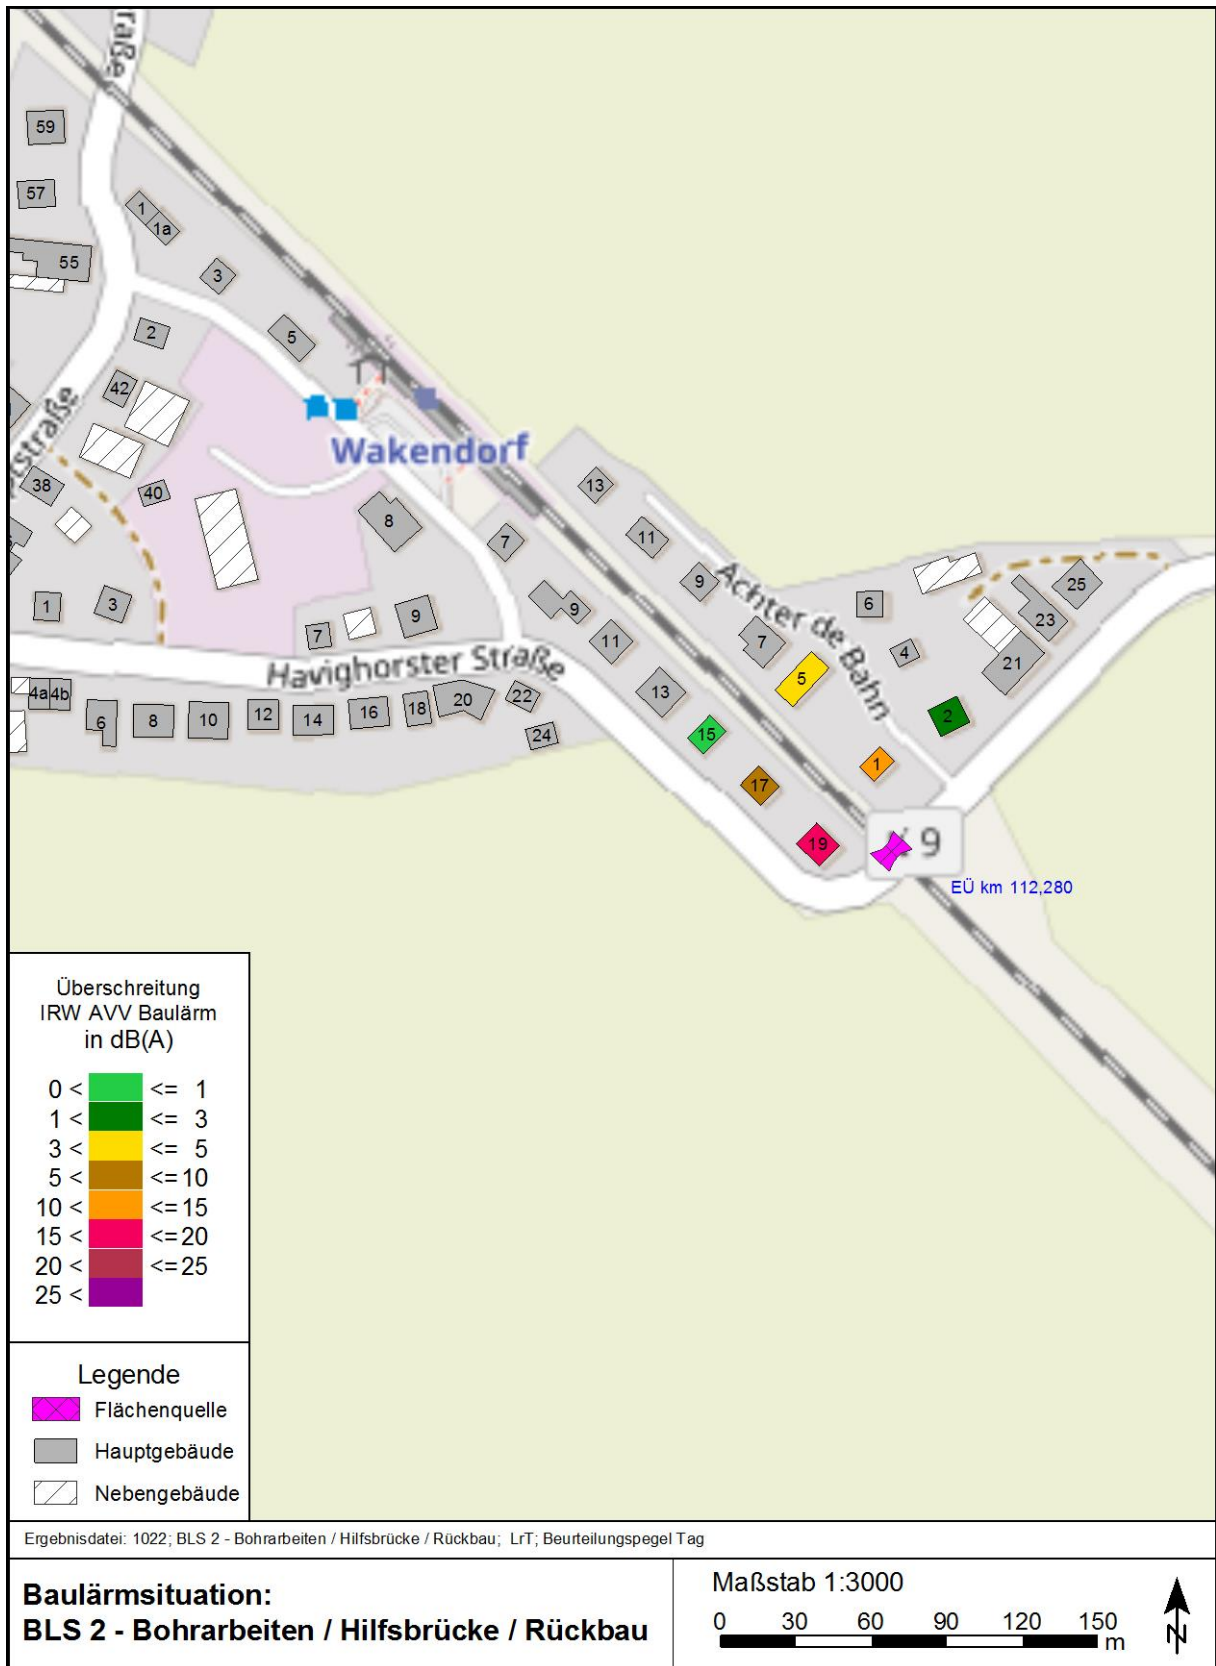 raße
59
57
1
1a
55
3
5
2
42
tstraße
38
40
Wakendorf
8
7
13
11
9
Achter de Bahn
7
5
6
4
25
23
21
2
1
3
7
9
9
11
13
15
17
19
1
Havighorster Straße
4a
4b
6
8
10
12
14
16
18
20
22
24
K 9
EÜ km 112,280
Überschreitung
IRW AVV Baulärm
in dB(A)
0 < <= 1
1 < <= 3
3 < <= 5
5 < <= 10
10 < <= 15
15 < <= 20
20 < <= 25
25 <
Legende
Flächenquelle
Hauptgebäude
Nebengebäude
Ergebnisdatei: 1022; BLS 2 - Bohrarbeiten / Hilfsbrücke / Rückbau; LrT; Beurteilungspegel Tag
Baulärmsituation:
BLS 2 - Bohrarbeiten / Hilfsbrücke / Rückbau
Maßstab 1:3000
0 30 60 90 120 150
m
N